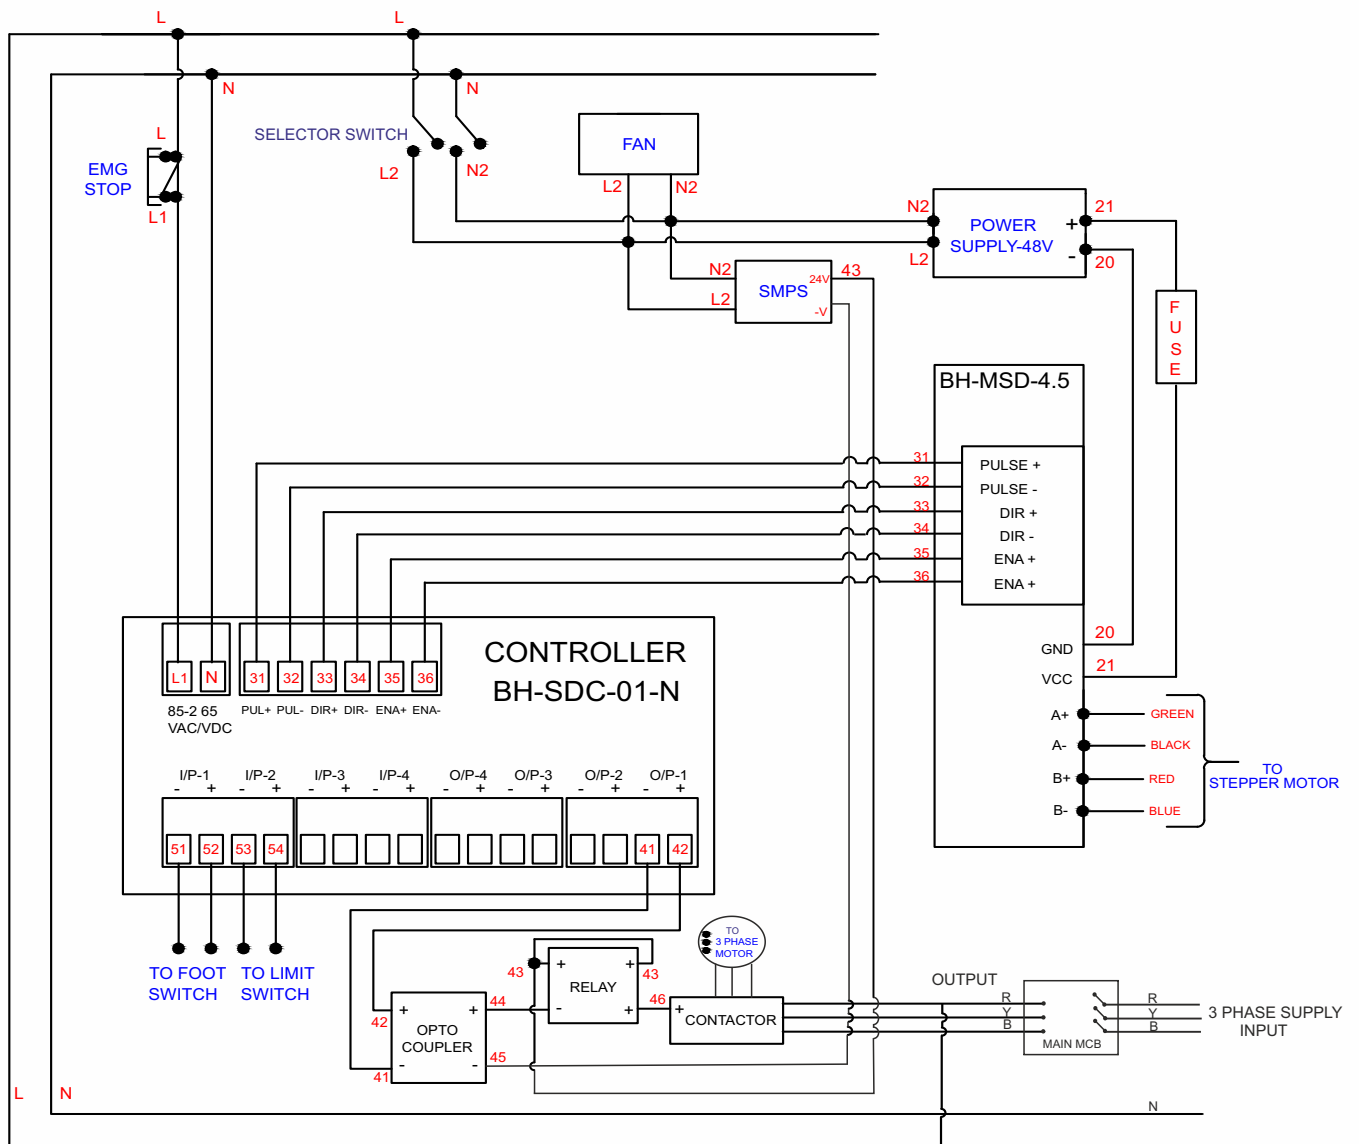 L
L
N
N
SELECTOR SWITCH
L
EMG
STOP
L1
L2
N2
FAN
L2
N2
N2
L2
POWER
SUPPLY-48V
+
-
21
20
N2
L2
SMPS
24V
-V
43
F
U
S
E
BH-MSD-4.5
31
PULSE +
32
PULSE -
33
DIR +
34
DIR -
35
ENA +
36
ENA +
GND
20
VCC
21
A+
GREEN
A-
BLACK
B+
RED
B-
BLUE
TO
STEPPER MOTOR
CONTROLLER
BH-SDC-01-N
L1
N
31
32
33
34
35
36
85-2 65
VAC/VDC
PUL+
PUL-
DIR+
DIR-
ENA+
ENA-
I/P-1
I/P-2
I/P-3
I/P-4
O/P-4
O/P-3
O/P-2
O/P-1
- + - + - + - + - + - + - + - +
51
52
53
54
41
42
TO FOOT
SWITCH
TO LIMIT
SWITCH
42
41
+
-
OPTO
COUPLER
+
-
44
45
43
+
-
RELAY
+
+
43
46
TO
3 PHASE
MOTOR
+
CONTACTOR
OUTPUT
R
Y
B
MAIN MCB
R
Y
B
3 PHASE SUPPLY
INPUT
L
N
N